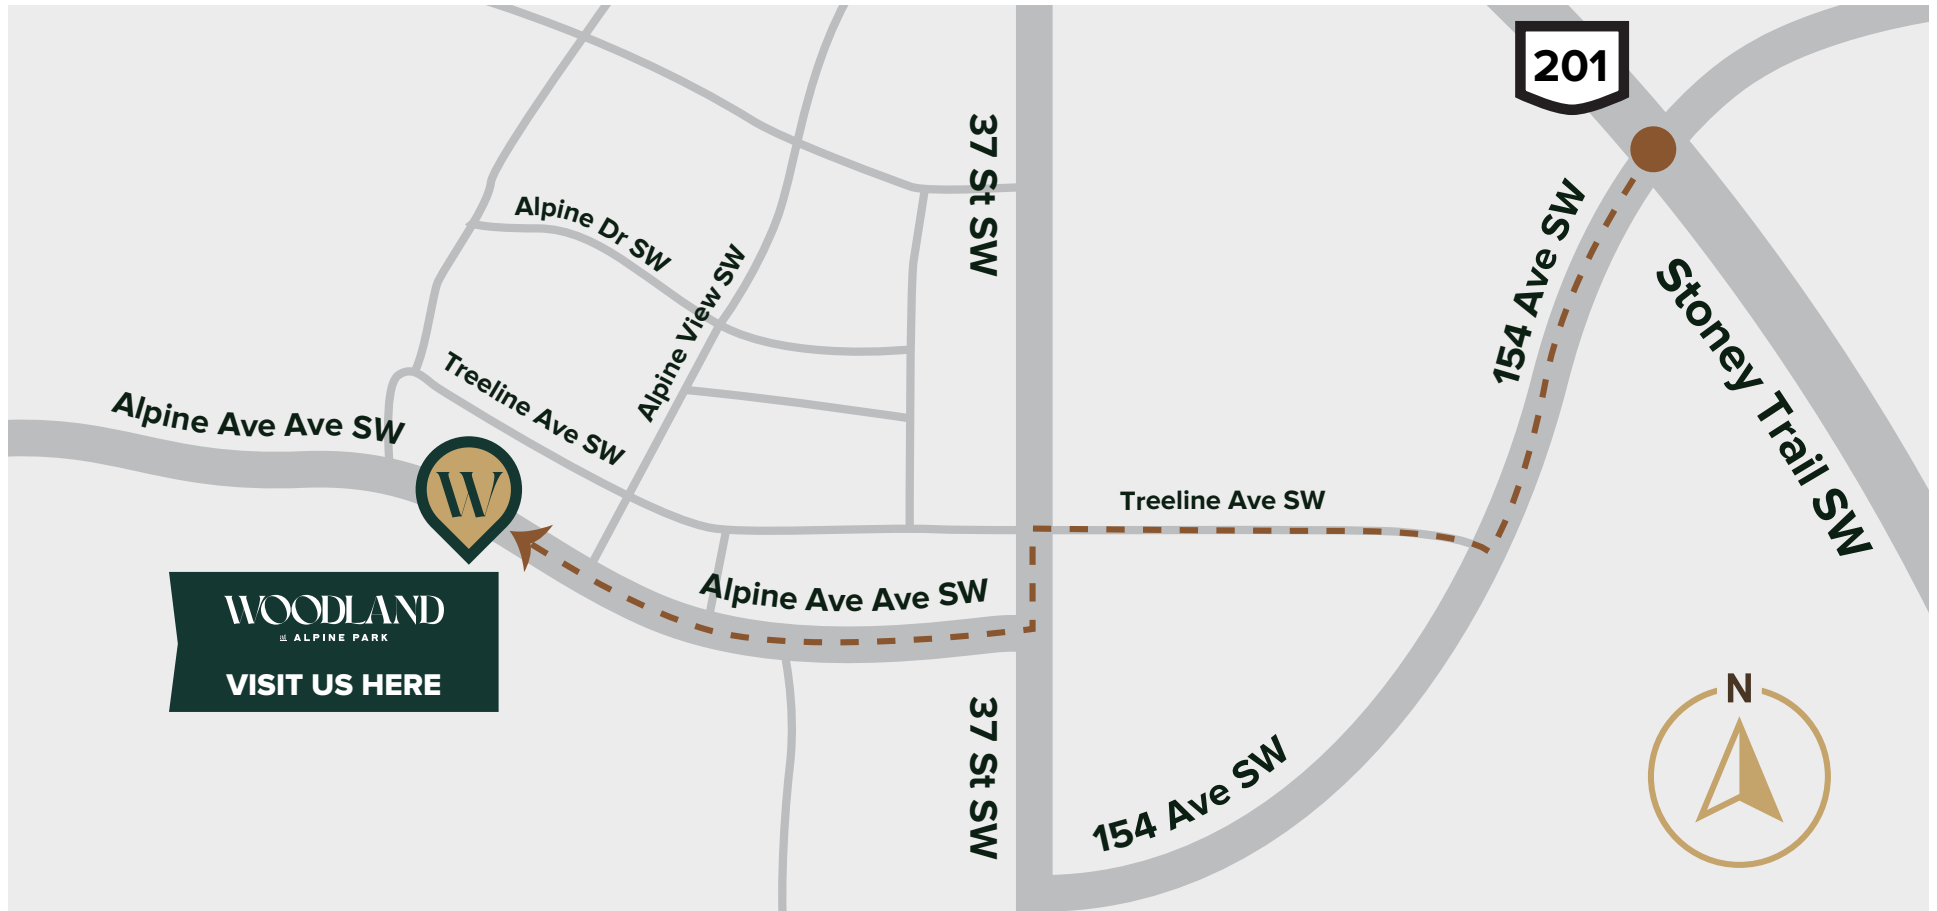 201
37 St SW
154 Ave SW
Alpine Dr SW
Alpine View SW
Stoney Trail SW
Treeline Ave SW
Alpine Ave Ave SW
W
Treeline Ave SW
Alpine Ave Ave SW
WOODLAND
at ALPINE PARK
VISIT US HERE
37 St SW
154 Ave SW
N